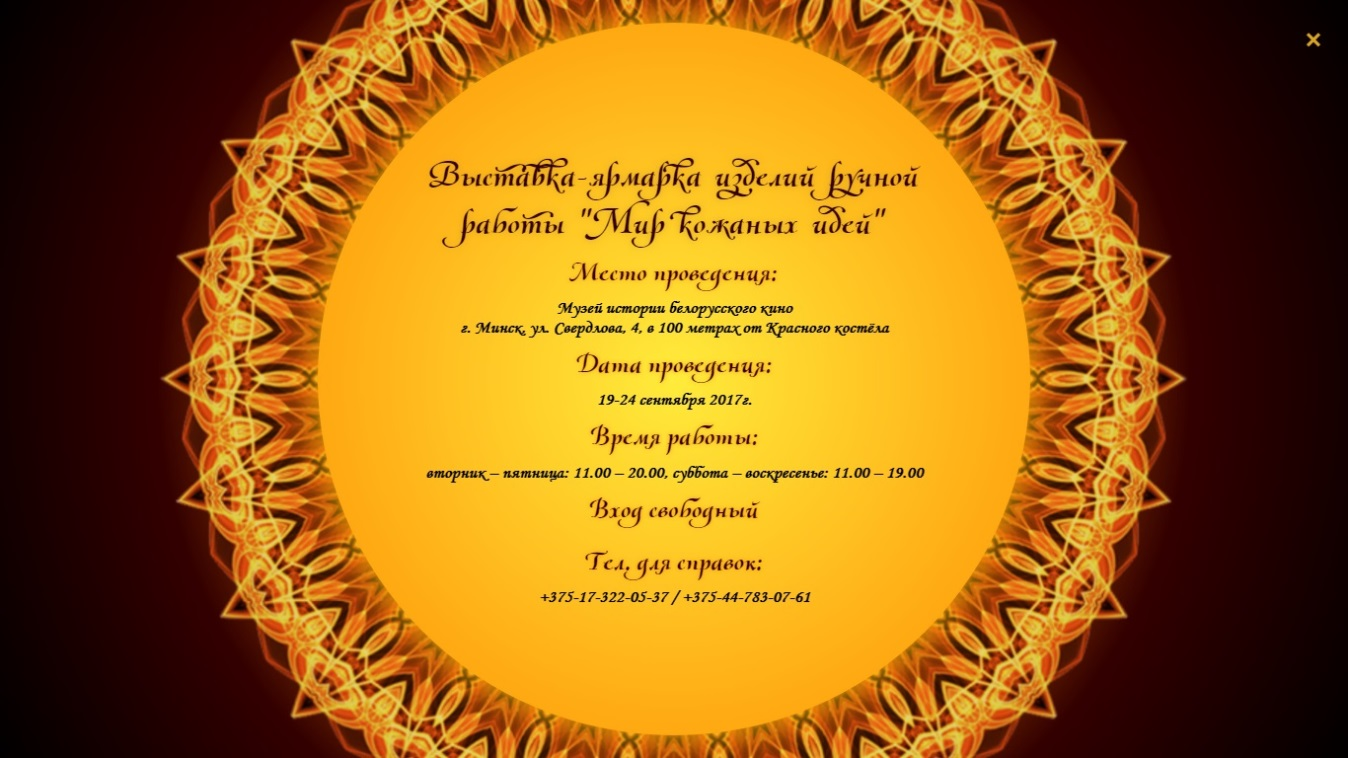 Выставка-ярмарка изделий ручной
работы "Мир кожаных идей"
Место проведения:
Музей истории белорусского кино
г. Минск, ул. Свердлова, 4, в 100 метрах от Красного костёла
Дата проведения:
19-24 сентября 2017г.
Время работы:
вторник – пятница: 11.00 – 20.00, суббота – воскресенье: 11.00 – 19.00
Вход свободный
Тел. для справок:
+375-17-322-05-37 / +375-44-783-07-61